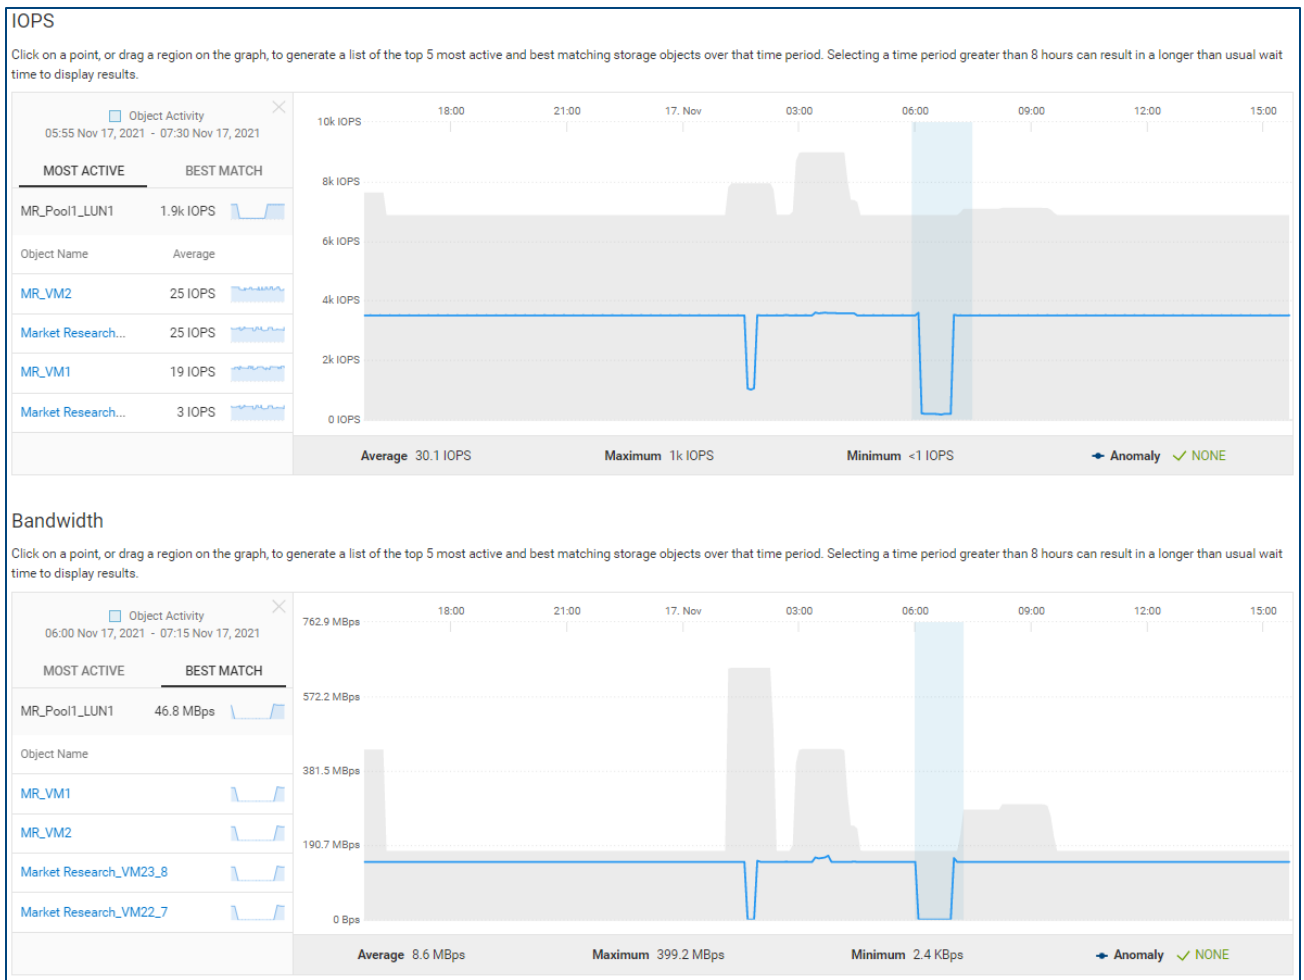 IOPS
Click on a point, or drag a region on the graph, to generate a list of the top 5 most active and best matching storage objects over that time period. Selecting a time period greater than 8 hours can result in a longer than usual wait
time to display results.
Object Activity
05:55 Nov 17, 2021 - 07:30 Nov 17, 2021
MOST ACTIVE BEST MATCH
MR_Pool1_LUN1 1.9k IOPS
Object Name Average
MR_VM2 25 IOPS
Market Research... 25 IOPS
MR_VM1 19 IOPS
Market Research... 3 IOPS
18:00 21:00 17. Nov 03:00 06:00 09:00 12:00 15:00
10k IOPS
8k IOPS
6k IOPS
4k IOPS
2k IOPS
0 IOPS
Average 30.1 IOPS Maximum 1k IOPS Minimum <1 IOPS Anomaly NONE
Bandwidth
Click on a point, or drag a region on the graph, to generate a list of the top 5 most active and best matching storage objects over that time period. Selecting a time period greater than 8 hours can result in a longer than usual wait
time to display results.
Object Activity
06:00 Nov 17, 2021 - 07:15 Nov 17, 2021
MOST ACTIVE BEST MATCH
MR_Pool1_LUN1 46.8 MBps
Object Name
MR_VM1
MR_VM2
Market Research_VM23_8
Market Research_VM22_7
18:00 21:00 17. Nov 03:00 06:00 09:00 12:00 15:00
762.9 MBps
572.2 MBps
381.5 MBps
190.7 MBps
0 Bps
Average 8.6 MBps Maximum 399.2 MBps Minimum 2.4 KBps Anomaly NONE